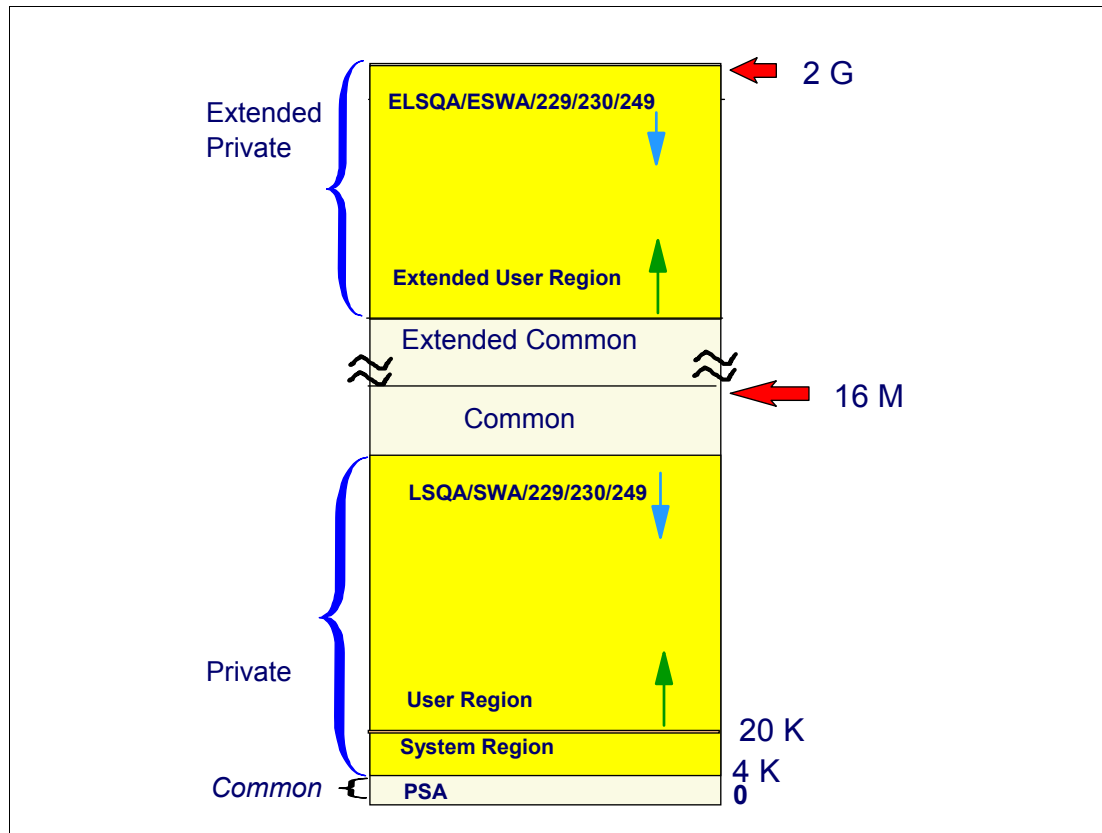 2 G
ELSQA/ESWA/229/230/249
Extended
Private
Extended User Region
Extended Common
16 M
Common
LSQA/SWA/229/230/249
Private
User Region
20 K
System Region
4 K
Common
PSA
0